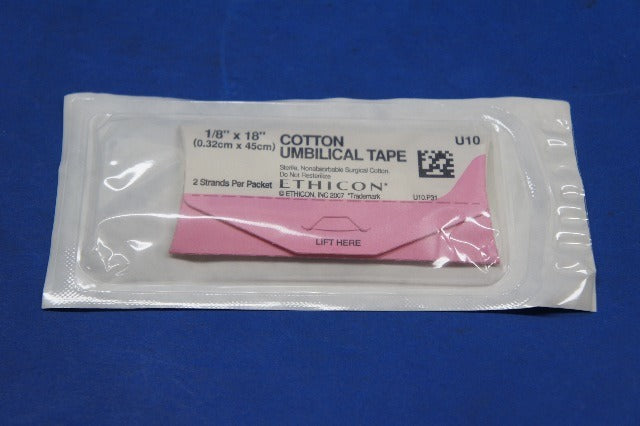 1/8" x 18"
(0.32cm x 45cm)
COTTON
UMBILICAL TAPE
U10
Sterile, Nonabsorbable Surgical Cotton.
Do Not Resterilize
2 Strands Per Packet
ETHICON*
© ETHICON, INC 2007 *Trademark
U10.P31
LIFT HERE